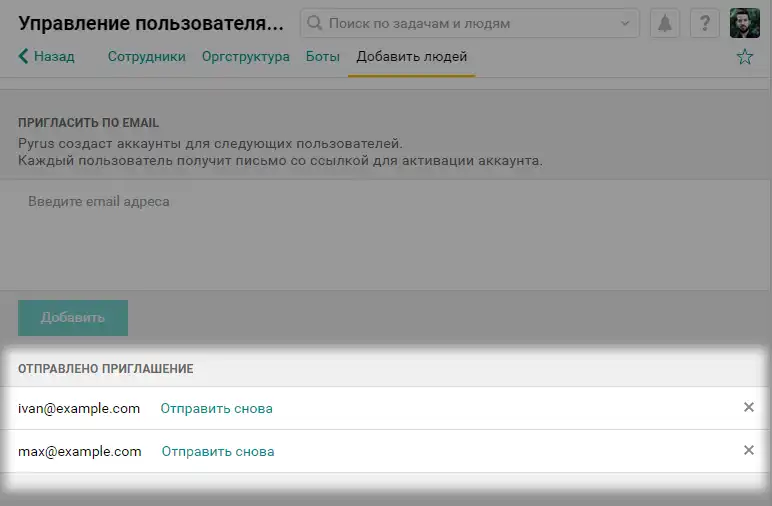 Управление пользователя...
Поиск по задачам и людям
?
Назад Сотрудники Оргструктура Боты Добавить людей
ПРИГЛАСИТЬ ПО EMAIL
Pyrus создаст аккаунты для следующих пользователей.
Каждый пользователь получит письмо со ссылкой для активации аккаунта.
Введите email адреса
Добавить
ОТПРАВЛЕНО ПРИГЛАШЕНИЕ
ivan@example.com Отправить снова
max@example.com Отправить снова